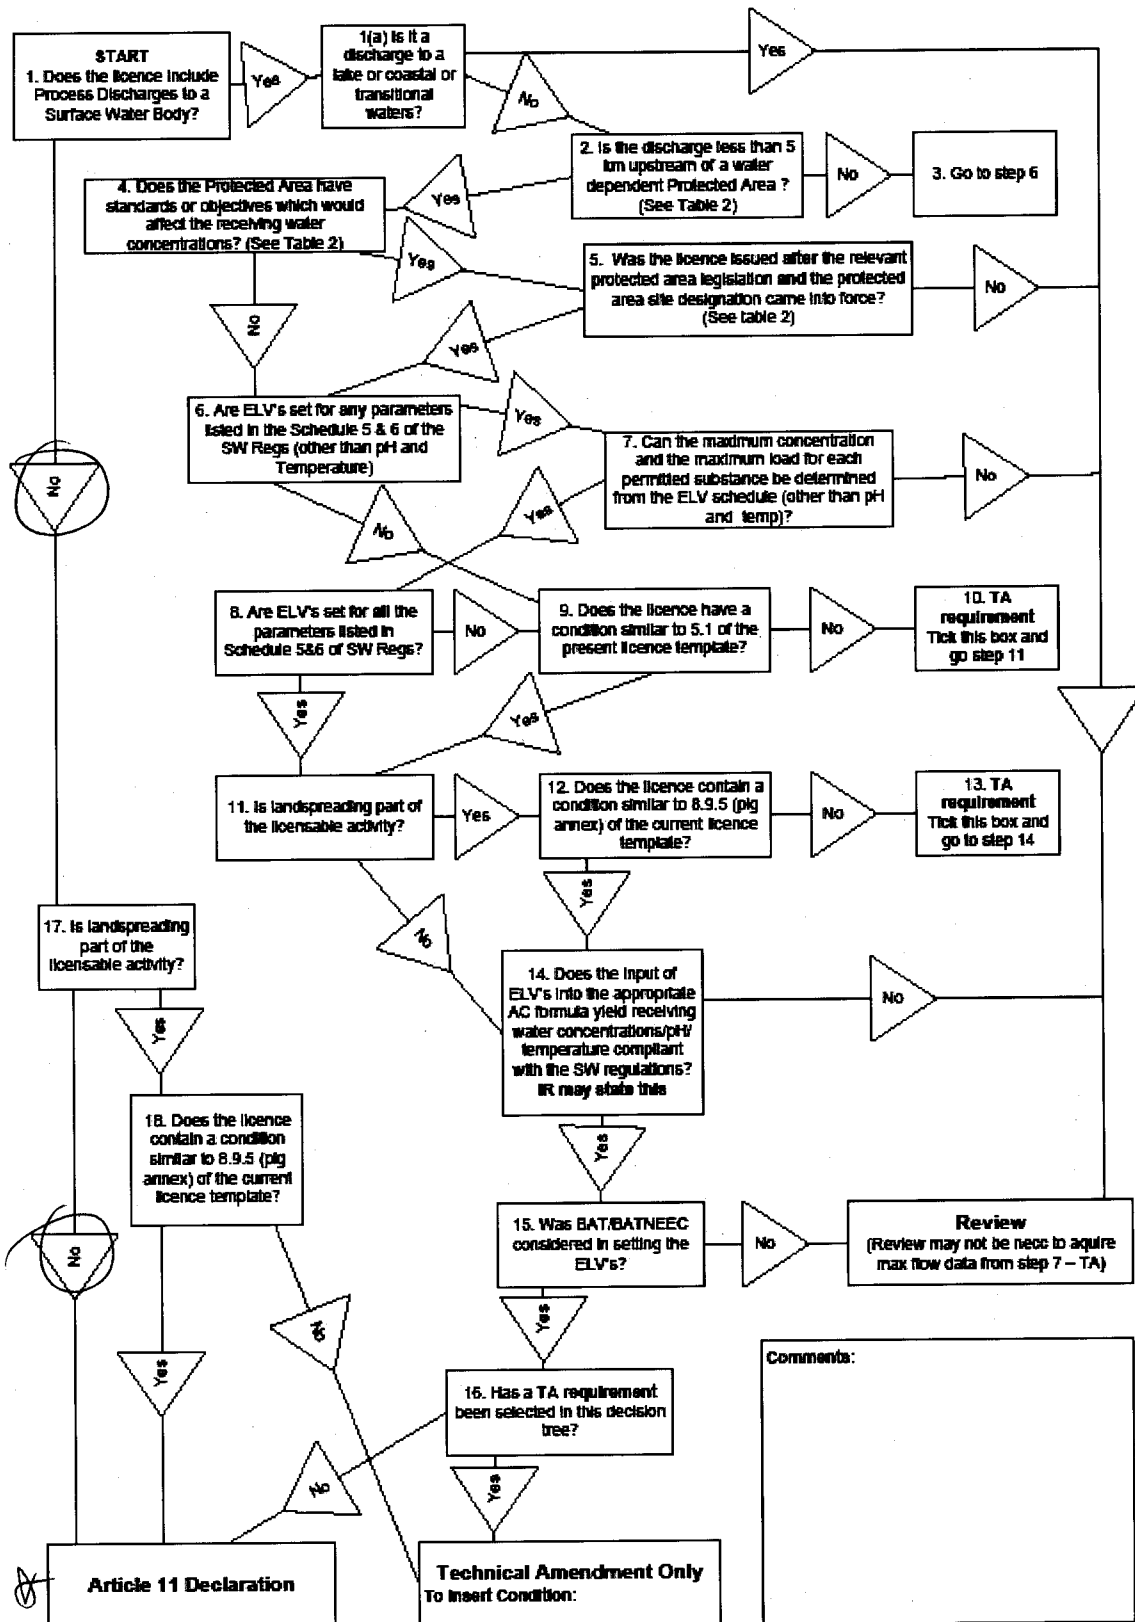 START
1. Does the licence include
Process Discharges to a
Surface Water Body?
Yes
1(a) Is it a
discharge to a
lake or coastal or
transitional
waters?
Yes
No
2. Is the discharge less than 5
km upstream of a water
dependent Protected Area ?
(See Table 2)
No
3. Go to step 6
Yes
4. Does the Protected Area have
standards or objectives which would
affect the receiving water
concentrations? (See Table 2)
Yes
No
5. Was the licence issued after the relevant
protected area legislation and the protected
area site designation came into force?
(See table 2)
No
Yes
6. Are ELV's set for any parameters
listed in the Schedule 5 & 6 of the
SW Regs (other than pH and
Temperature)
Yes
No
7. Can the maximum concentration
and the maximum load for each
permitted substance be determined
from the ELV schedule (other than pH
and temp)?
No
Yes
No
8. Are ELV's set for all the
parameters listed in
Schedule 5&6 of SW Regs?
No
9. Does the licence have a
condition similar to 5.1 of the
present licence template?
No
10. TA
requirement
Tick this box and
go step 11
Yes
Yes
11. Is landspreading part of
the licensable activity?
Yes
12. Does the licence contain a
condition similar to 8.9.5 (pig
annex) of the current licence
template?
No
13. TA
requirement
Tick this box and
go to step 14
Yes
No
17. Is landspreading
part of the
licensable activity?
14. Does the input of
ELV's into the appropriate
AC formula yield receiving
water concentrations/pH/
temperature compliant
with the SW regulations?
IR may state this
No
Yes
Yes
18. Does the licence
contain a condition
similar to 8.9.5 (pig
annex) of the current
licence template?
No
15. Was BAT/BATNEEC
considered in setting the
ELV's?
No
Review
(Review may not be necc to aquire
max flow data from step 7 – TA)
Yes
No
Yes
16. Has a TA requirement
been selected in this decision
tree?
No
Yes
Comments:
Article 11 Declaration
Technical Amendment Only
To Insert Condition: